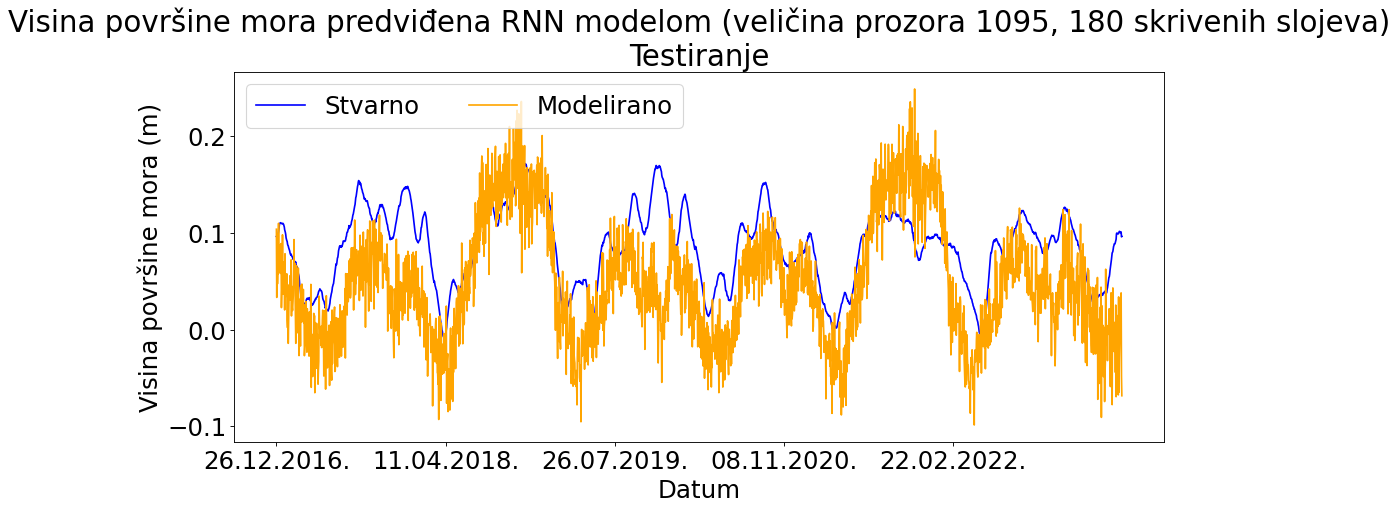 Visina površine mora predviđena RNN modelom (veličina prozora 1095, 180 skrivenih slojeva)
Testiranje
Stvarno
Modelirano
Visina površine mora (m)
0.2
0.1
0.0
−0.1
26.12.2016.
11.04.2018.
26.07.2019.
08.11.2020.
22.02.2022.
Datum